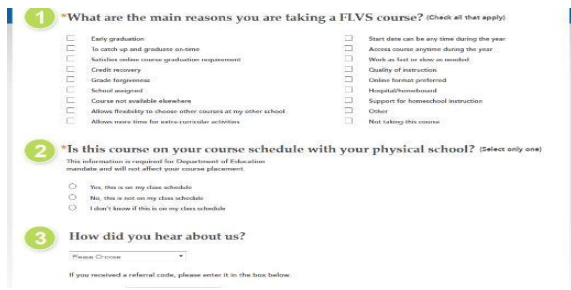 1 *What are the main reasons you are taking a FLVS course? (Check all that apply)
Early graduation
To catch up and graduate on-time
Satisfies online course graduation requirement
Credit recovery
Grade forgiveness
School assigned
Course not available elsewhere
Allows flexibility to choose other courses at my other school
Allows more time for extra-curricular activities
Start date can be any time during the year
Access course anytime during the year
Work as fast or slow as needed
Quality of instruction
Online format preferred
Hospital/homebound
Support for homeschool instruction
Other
Not taking this course
2 *Is this course on your course schedule with your physical school? (Select only one)
This information is required for Department of Education
mandate and will not affect your course placement.
Yes, this is on my class schedule
No, this is not on my class schedule
I don't know if this is on my class schedule
3 How did you hear about us?
Please Choose
If you received a referral code, please enter it in the box below.